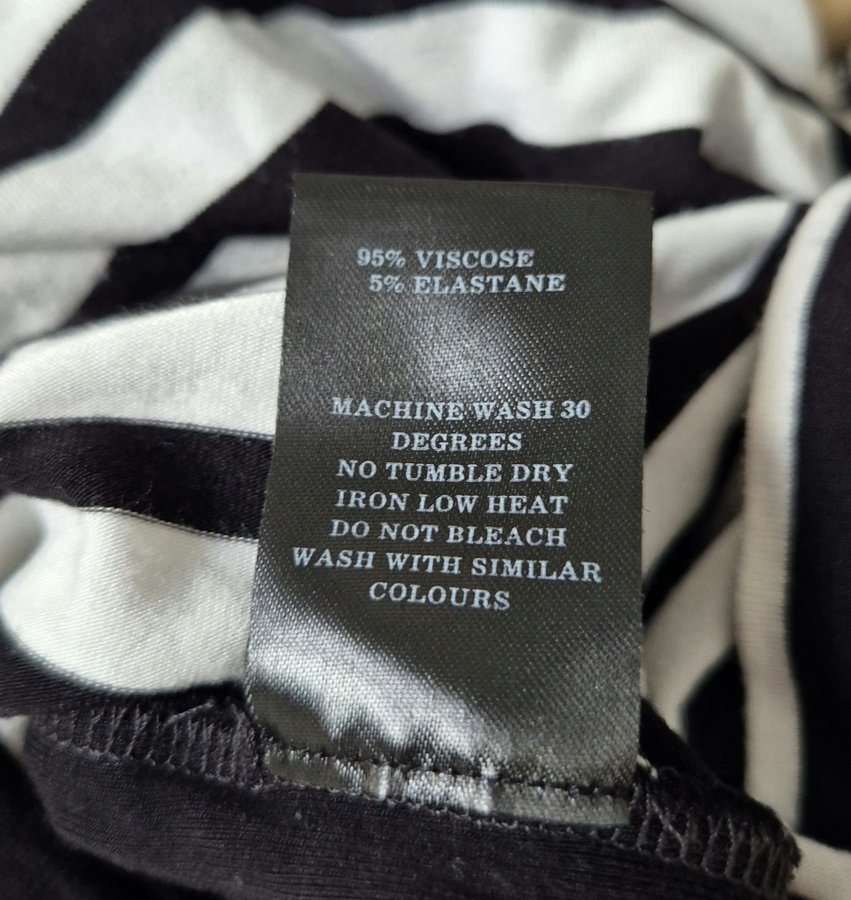 95% VISCOSE
5% ELASTANE
MACHINE WASH 30
DEGREES
NO TUMBLE DRY
IRON LOW HEAT
DO NOT BLEACH
WASH WITH SIMILAR
COLOURS